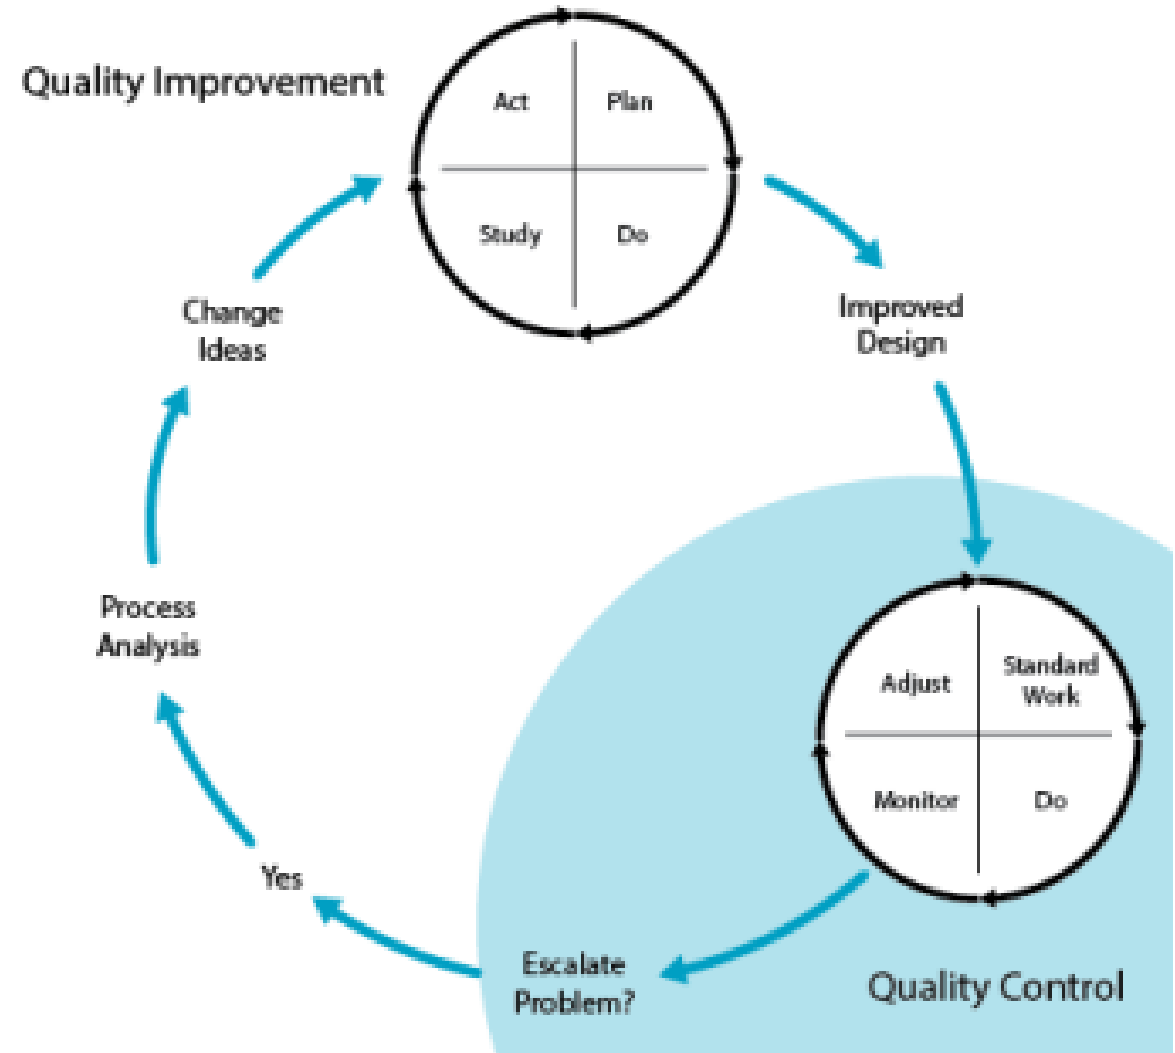 Quality Improvement
Act
Plan
Study
Do
Change
Ideas
Improved
Design
Process
Analysis
Adjust
Standard
Work
Monitor
Do
Yes
Escalate
Problem?
Quality Control